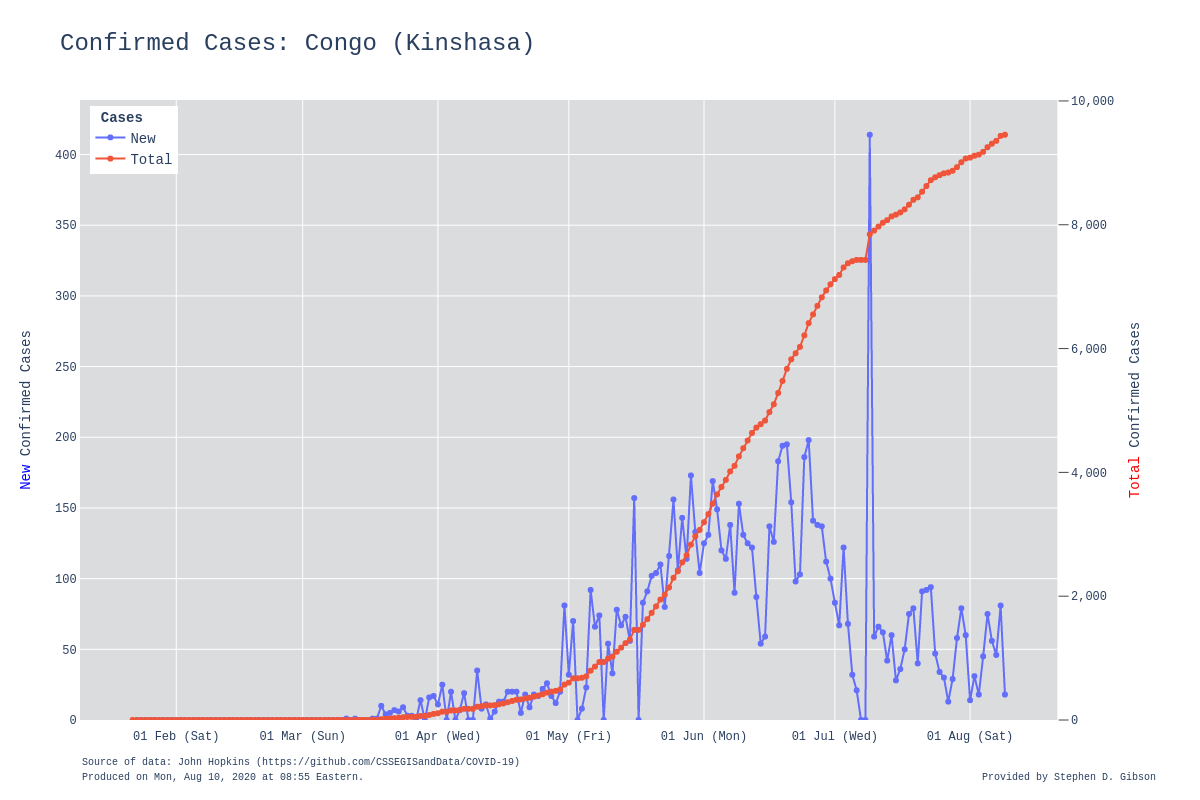 Confirmed Cases: Congo (Kinshasa)
Cases
New
Total
400
350
300
250
200
150
100
50
0
New Confirmed Cases
10,000
8,000
6,000
4,000
2,000
0
Total Confirmed Cases
01 Feb (Sat)
01 Mar (Sun)
01 Apr (Wed)
01 May (Fri)
01 Jun (Mon)
01 Jul (Wed)
01 Aug (Sat)
Source of data: John Hopkins (https://github.com/CSSEGISandData/COVID-19)
Produced on Mon, Aug 10, 2020 at 08:55 Eastern.
Provided by Stephen D. Gibson